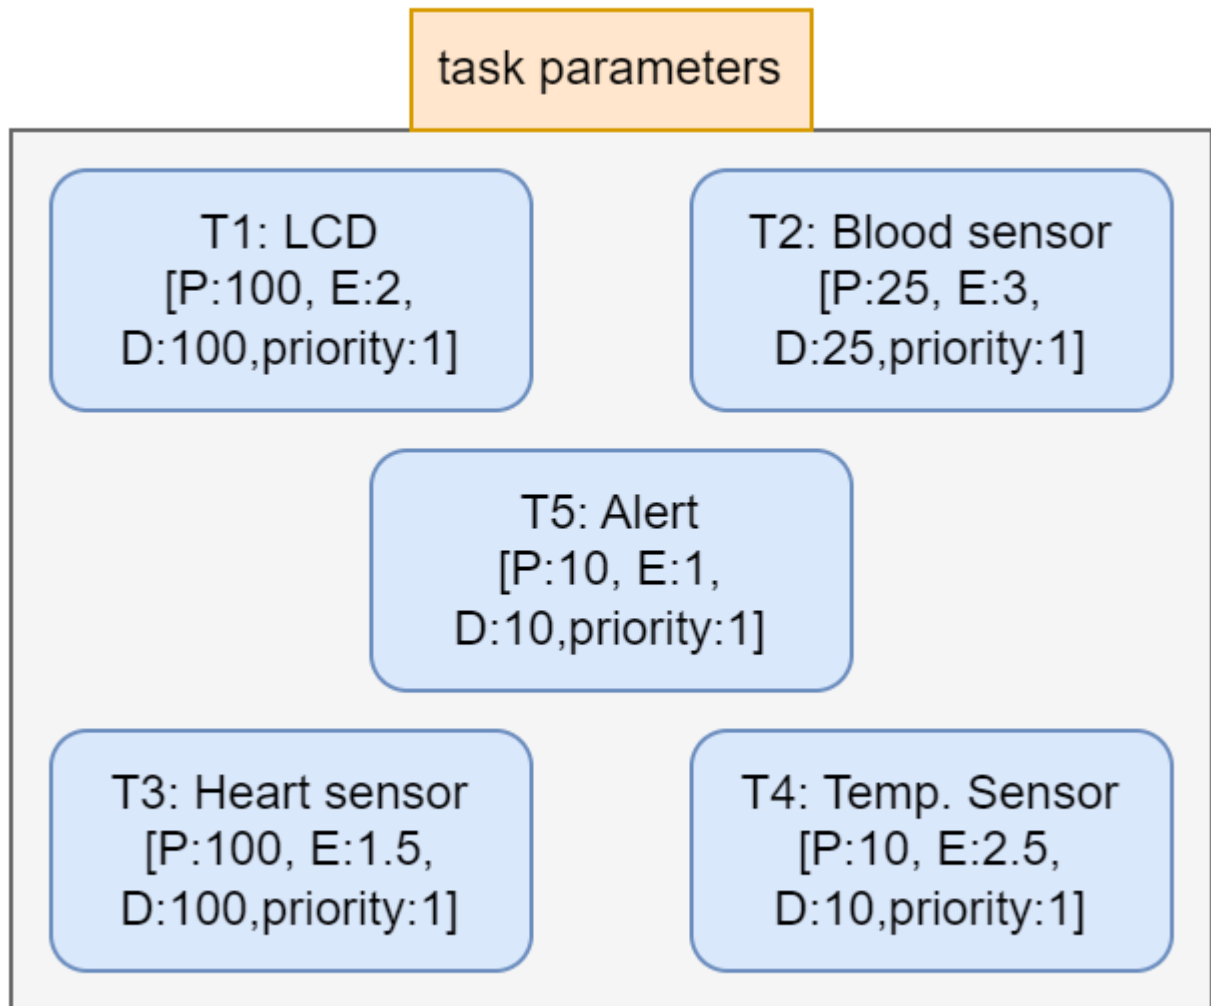 task parameters
T1: LCD
[P:100, E:2,
D:100,priority:1]
T2: Blood sensor
[P:25, E:3,
D:25,priority:1]
T5: Alert
[P:10, E:1,
D:10,priority:1]
T3: Heart sensor
[P:100, E:1.5,
D:100,priority:1]
T4: Temp. Sensor
[P:10, E:2.5,
D:10,priority:1]